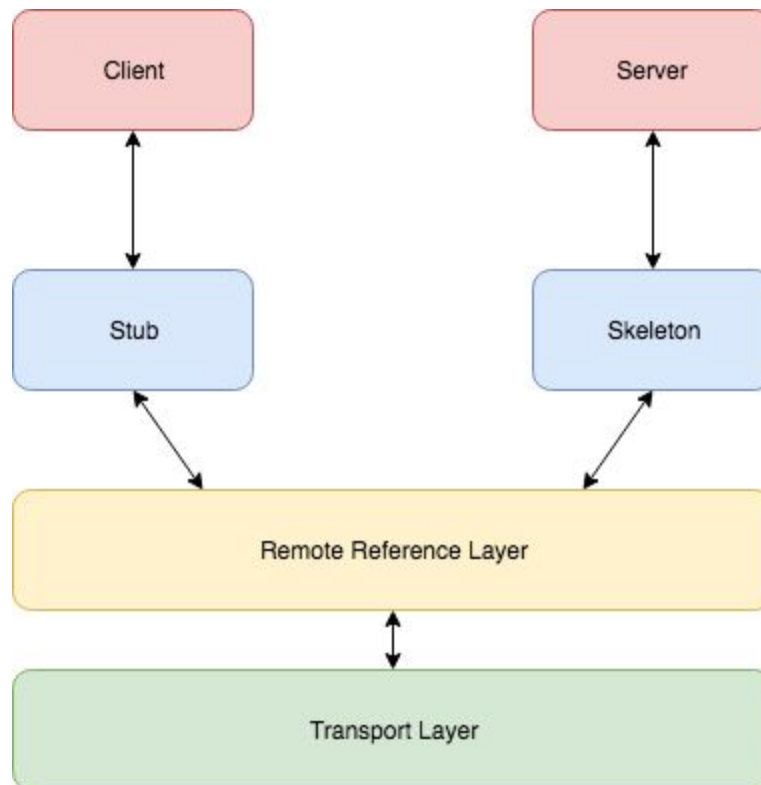 Client
Server
Stub
Skeleton
Remote Reference Layer
Transport Layer